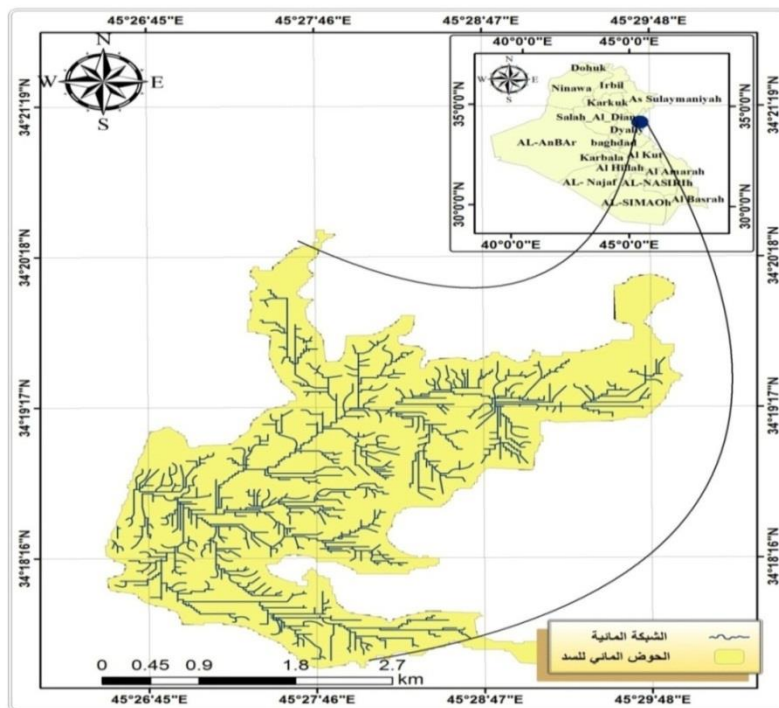 45°26'45"E 45°27'46"E 45°28'47"E 45°29'48"E
40°0'0"E 45°0'0"E
N
W E
S
N
W E
S
Dohuk
Ninawa Irbil
Karkuk As Sulaymaniyah
Salah_Al_Dian
Dyaly
AL-AnBAr baghdad
Karbala Al Kut
Al Hillah Al Amarah
AL- Najaf AL-NASIRIh
AL-SIMAOh Al Basrah
35°0'0"N 35°0'0"N
30°0'0"N 30°0'0"N
40°0'0"E 45°0'0"E
34°21'19"N 34°21'19"N
34°20'18"N 34°20'18"N
34°19'17"N 34°19'17"N
34°18'16"N 34°18'16"N
الشبكة المائية
الحوض المائي للسد
0 0.45 0.9 1.8 2.7
km
45°26'45"E 45°27'46"E 45°28'47"E 45°29'48"E